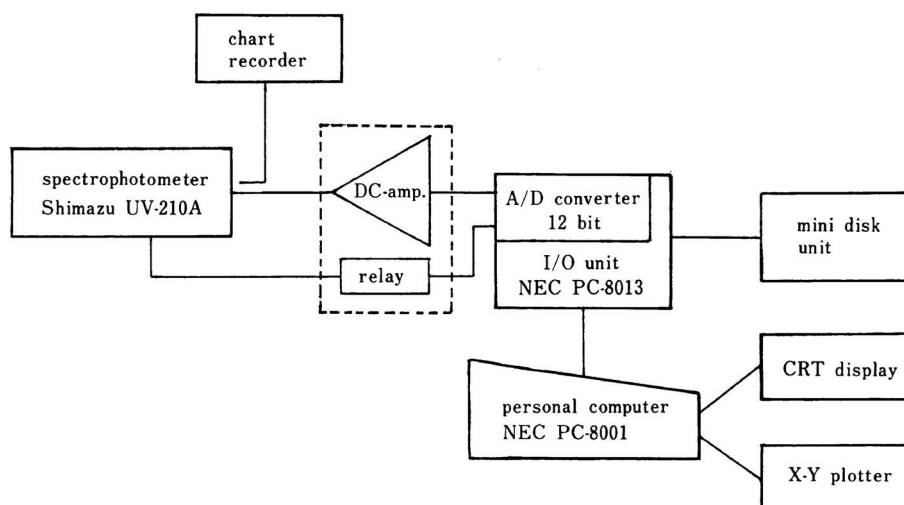 chart
recorder
spectrophotometer
Shimazu UV-210A
DC-amp.
relay
A/D converter
12 bit
I/O unit
NEC PC-8013
mini disk
unit
personal computer
NEC PC-8001
CRT display
X-Y plotter